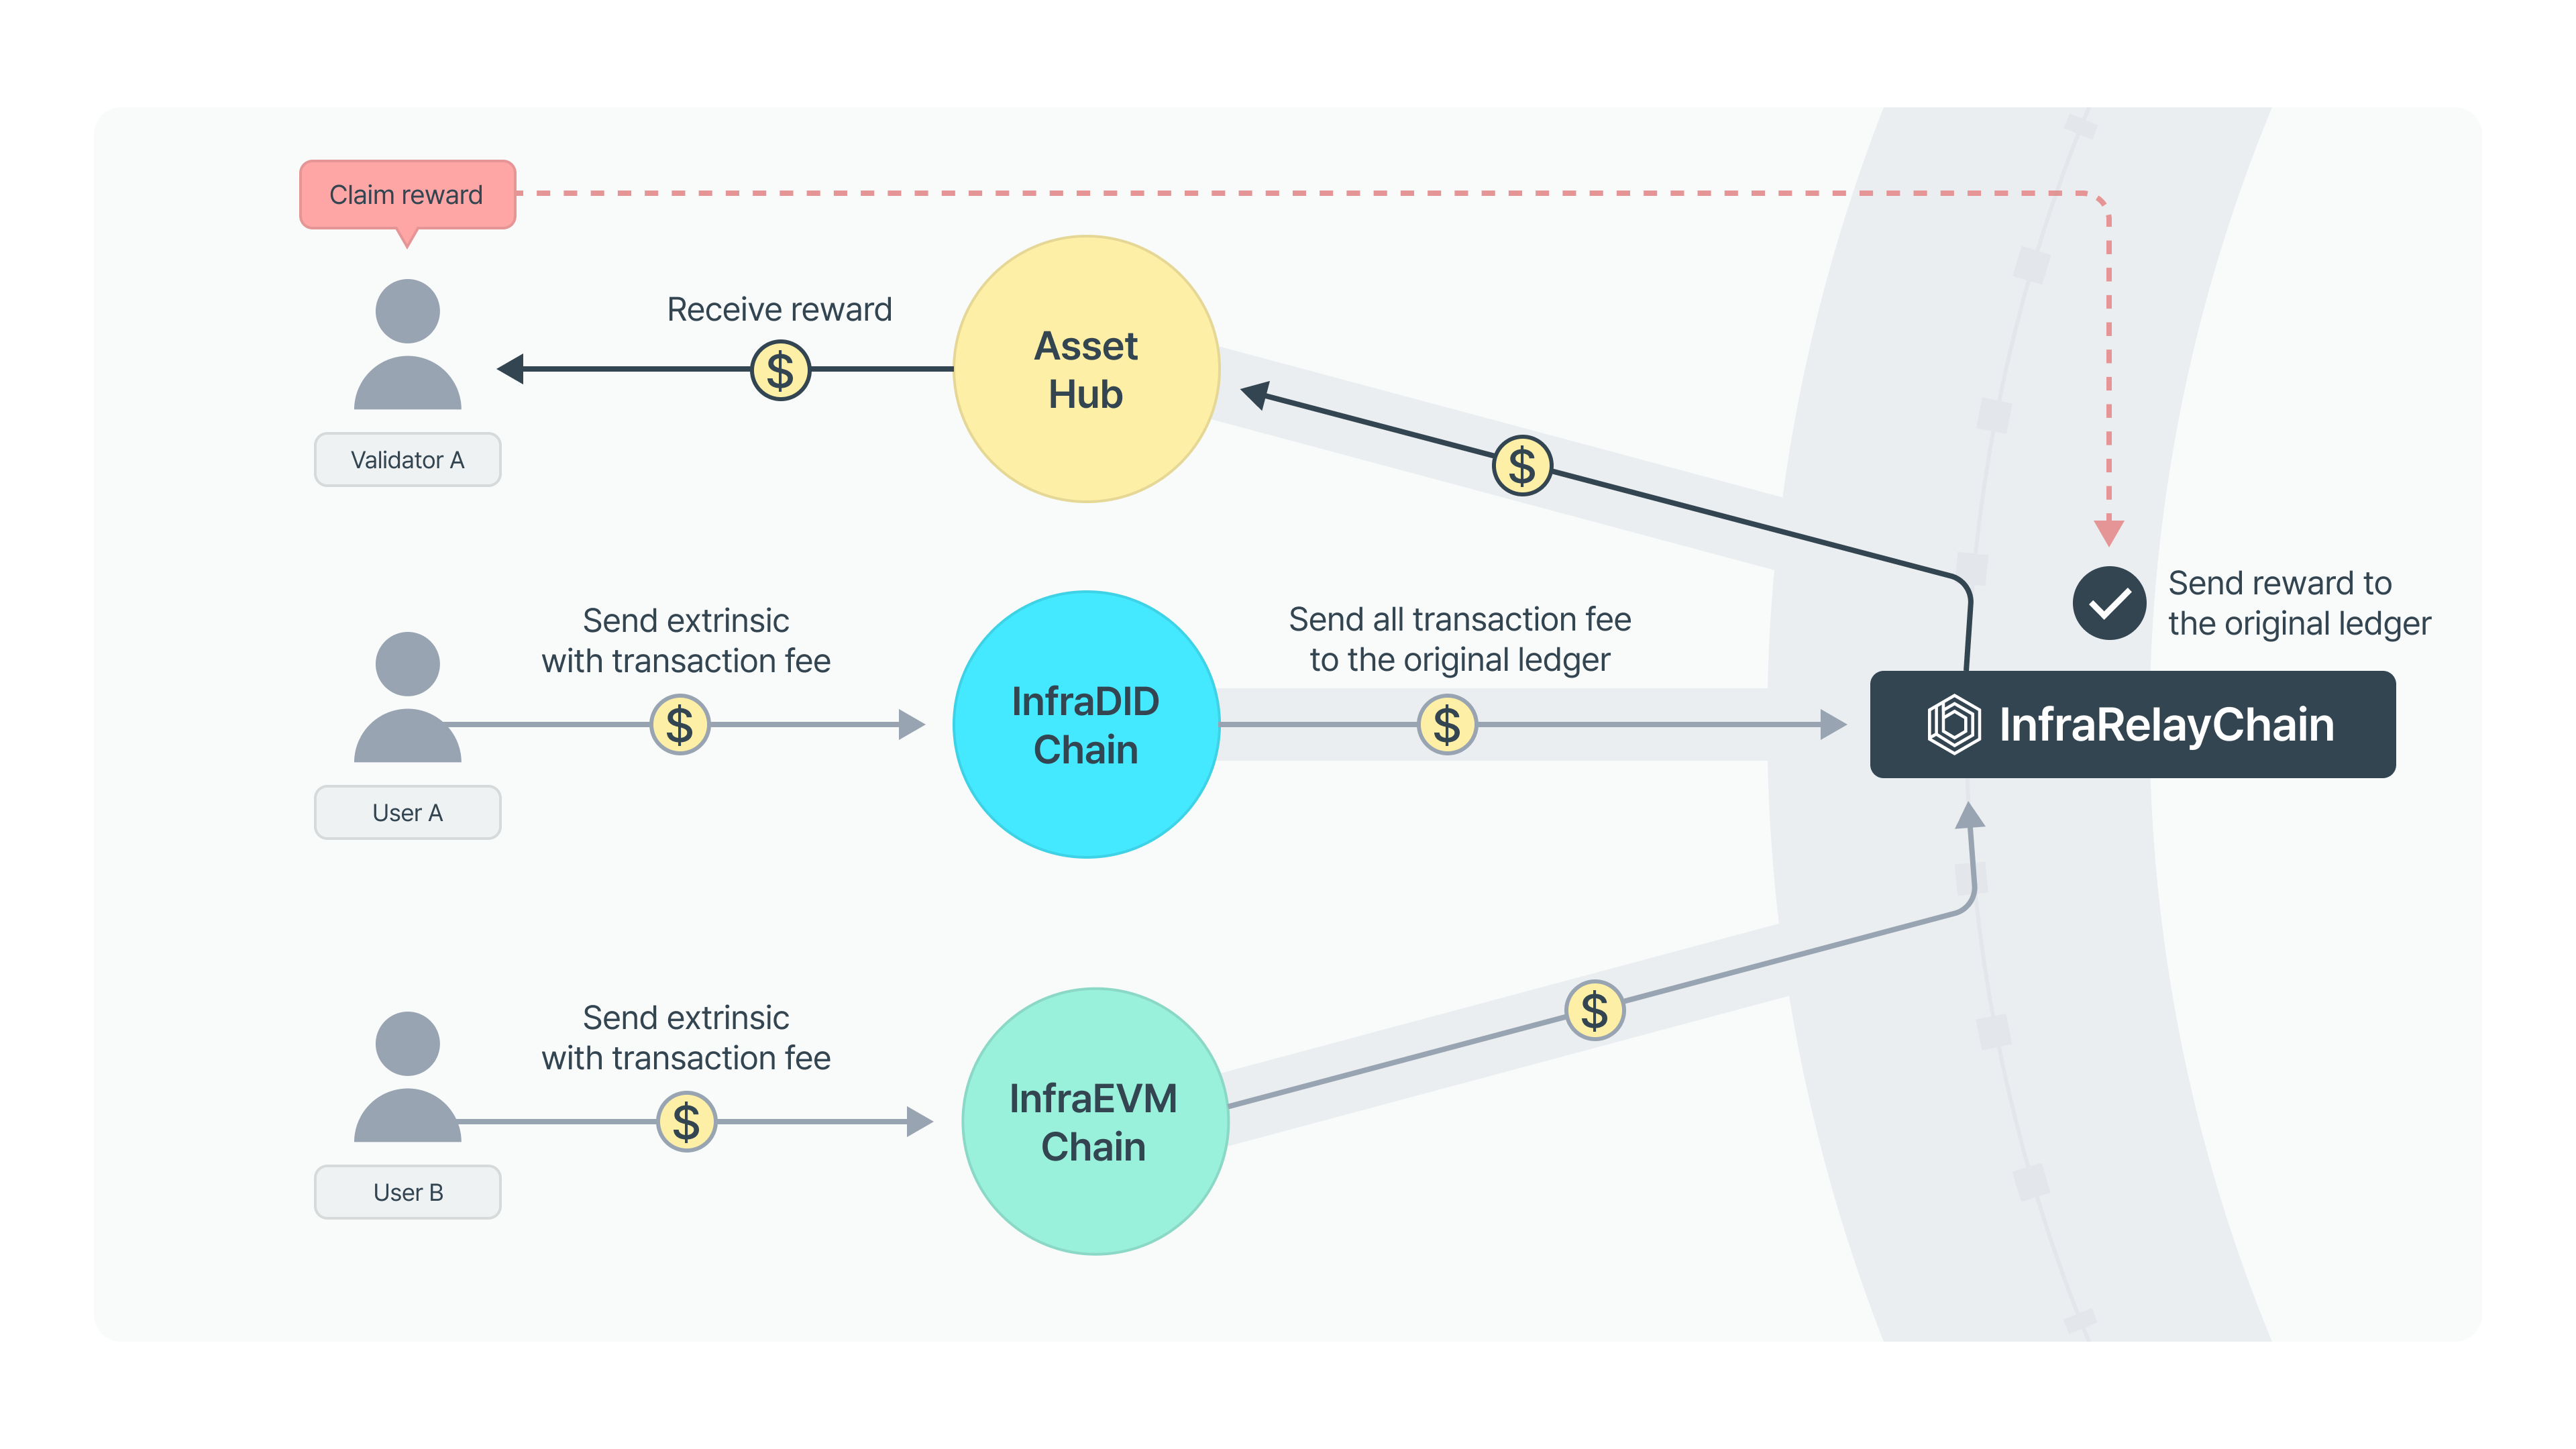 Claim reward
Receive reward
$
Asset
Hub
$
Validator A
Send extrinsic
with transaction fee
$
InfraDID
Chain
Send all transaction fee
to the original ledger
$
Send reward to
the original ledger
InfraRelayChain
User A
Send extrinsic
with transaction fee
$
InfraEVM
Chain
$
User B